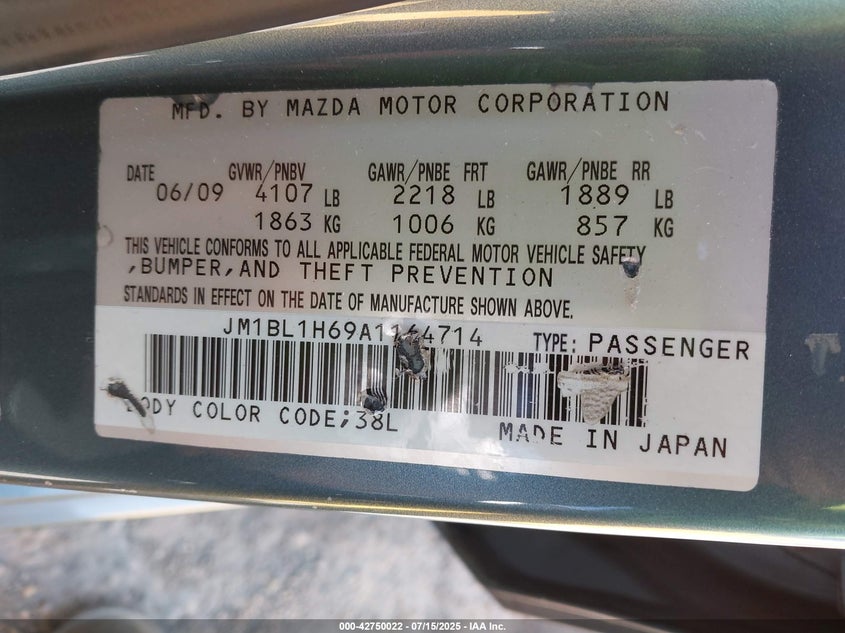 MFD. BY MAZDA MOTOR CORPORATION
DATE GVWR/PNBV GAWR/PNBE FRT GAWR/PNBE RR
06/09 4107 LB 2218 LB 1889 LB
1863 KG 1006 KG 857 KG
THIS VEHICLE CONFORMS TO ALL APPLICABLE FEDERAL MOTOR VEHICLE SAFETY
,BUMPER,AND THEFT PREVENTION
STANDARDS IN EFFECT ON THE DATE OF MANUFACTURE SHOWN ABOVE.
JM1BL1H69A1164714 TYPE: PASSENGER
BODY COLOR CODE;38L
MADE IN JAPAN
000-42750022 - 07/15/2025 - IAA Inc.